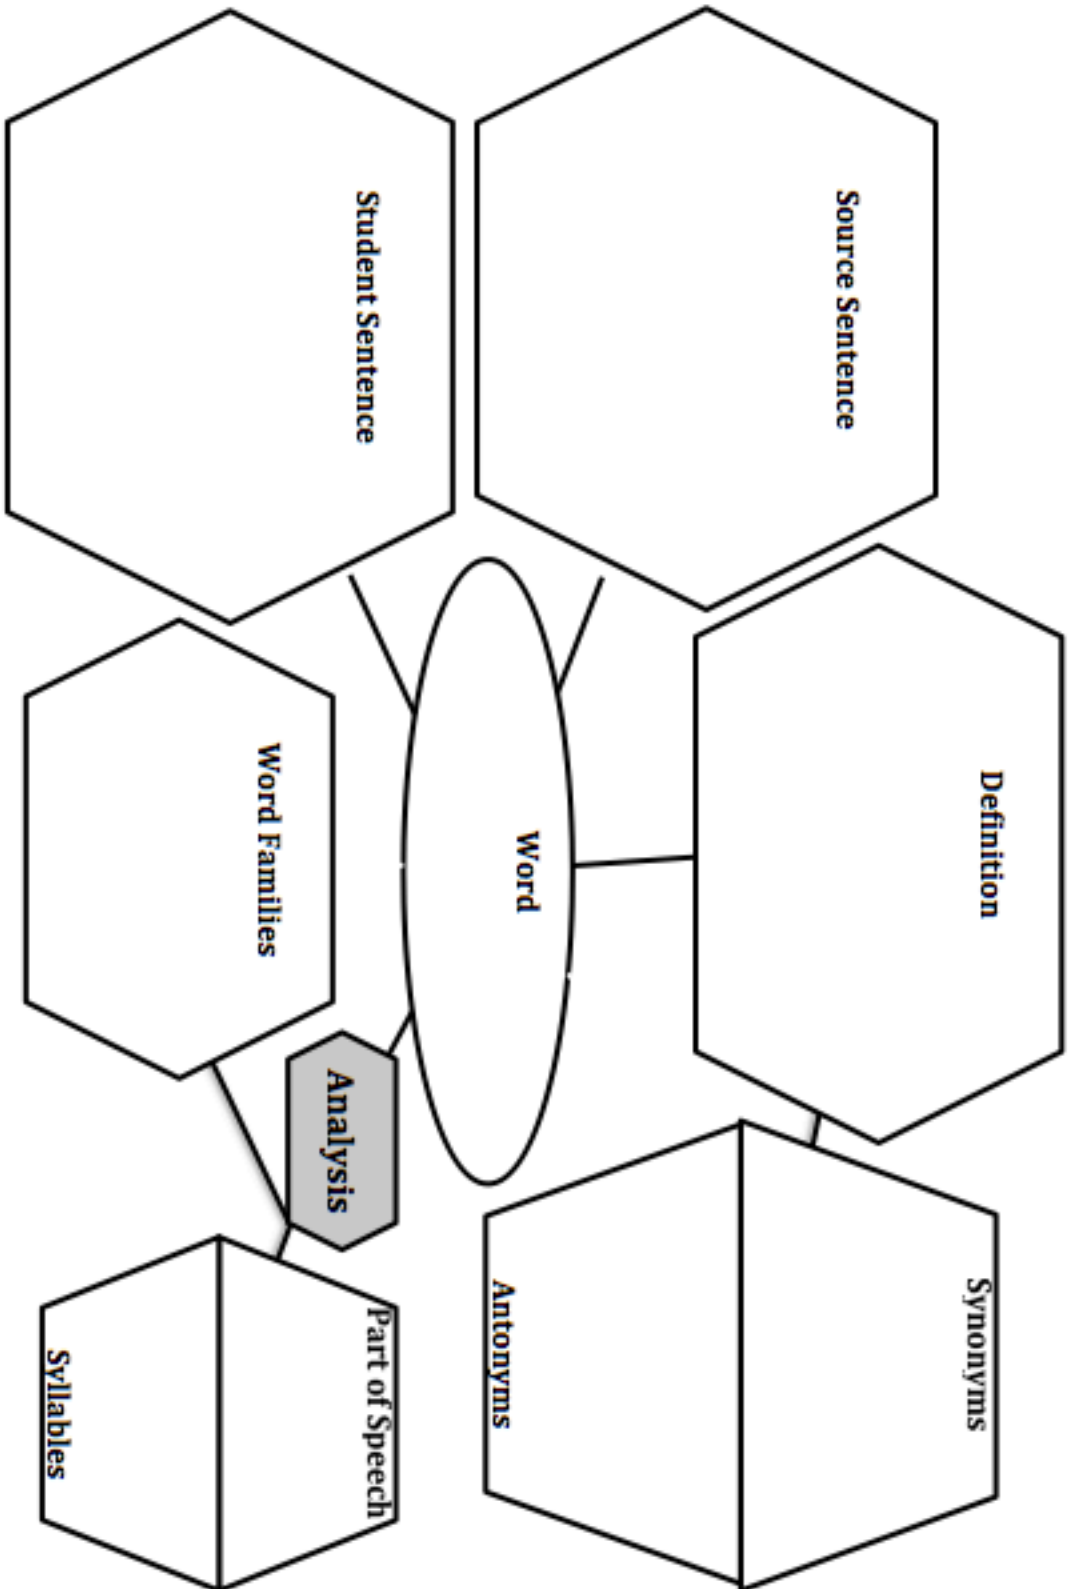 Definition
Synonyms
Source Sentence
Word
Antonyms
Part of Speech
Student Sentence
Analysis
Word Families
Syllables